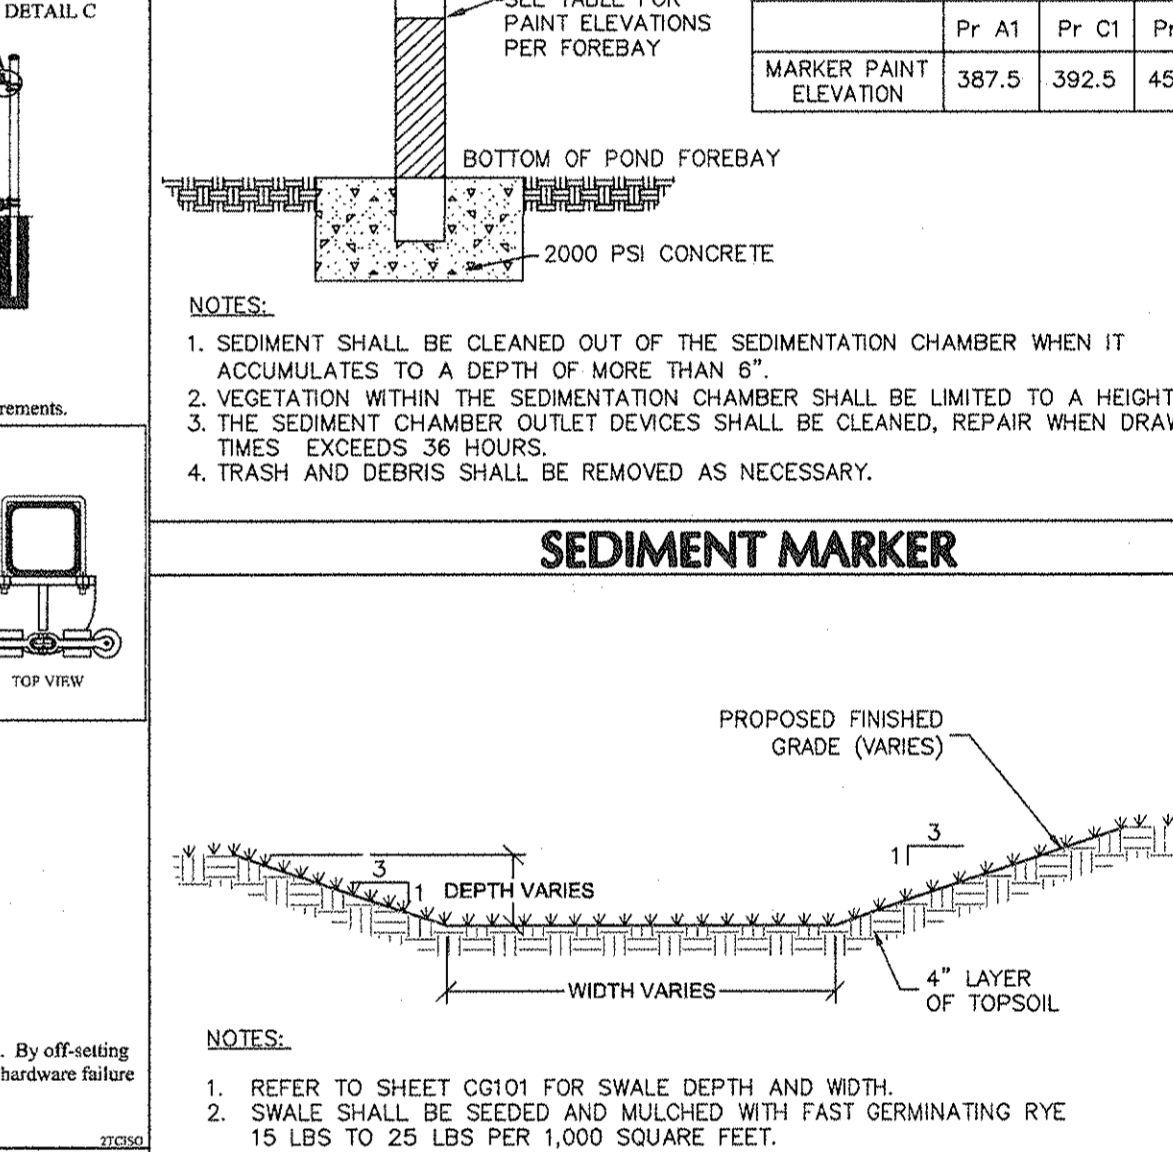 DETAIL C
rements.
TOP VIEW
. By off-setting
hardware failure
2TCISO
SEE TABLE FOR
PAINT ELEVATIONS
PER FOREBAY
Pr A1 Pr C1 Pr
MARKER PAINT
ELEVATION
387.5 392.5 45
BOTTOM OF POND FOREBAY
2000 PSI CONCRETE
NOTES:
1. SEDIMENT SHALL BE CLEANED OUT OF THE SEDIMENTATION CHAMBER WHEN IT
ACCUMULATES TO A DEPTH OF MORE THAN 6".
2. VEGETATION WITHIN THE SEDIMENTATION CHAMBER SHALL BE LIMITED TO A HEIGHT
3. THE SEDIMENT CHAMBER OUTLET DEVICES SHALL BE CLEANED, REPAIR WHEN DRAW
TIMES EXCEEDS 36 HOURS.
4. TRASH AND DEBRIS SHALL BE REMOVED AS NECESSARY.
SEDIMENT MARKER
PROPOSED FINISHED
GRADE (VARIES)
3
1
3
1
DEPTH VARIES
WIDTH VARIES
4" LAYER
OF TOPSOIL
NOTES:
1. REFER TO SHEET CG101 FOR SWALE DEPTH AND WIDTH.
2. SWALE SHALL BE SEEDED AND MULCHED WITH FAST GERMINATING RYE
15 LBS TO 25 LBS PER 1,000 SQUARE FEET.